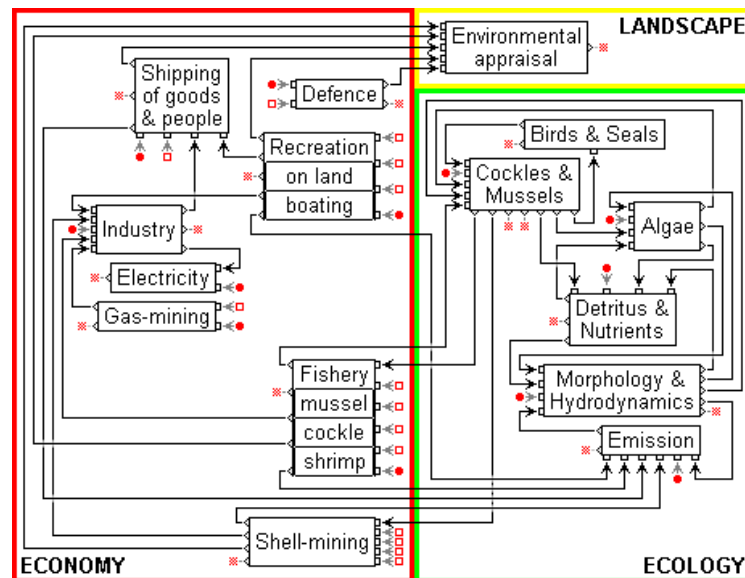 Environmental
appraisal
LANDSCAPE
Shipping
of goods
& people
Defence
Recreation
on land
boating
Birds & Seals
Cockles &
Mussels
Algae
Industry
Electricity
Gas-mining
Detritus &
Nutrients
Fishery
mussel
cockle
shrimp
Morphology &
Hydrodynamics
Emission
Shell-mining
ECONOMY
ECOLOGY